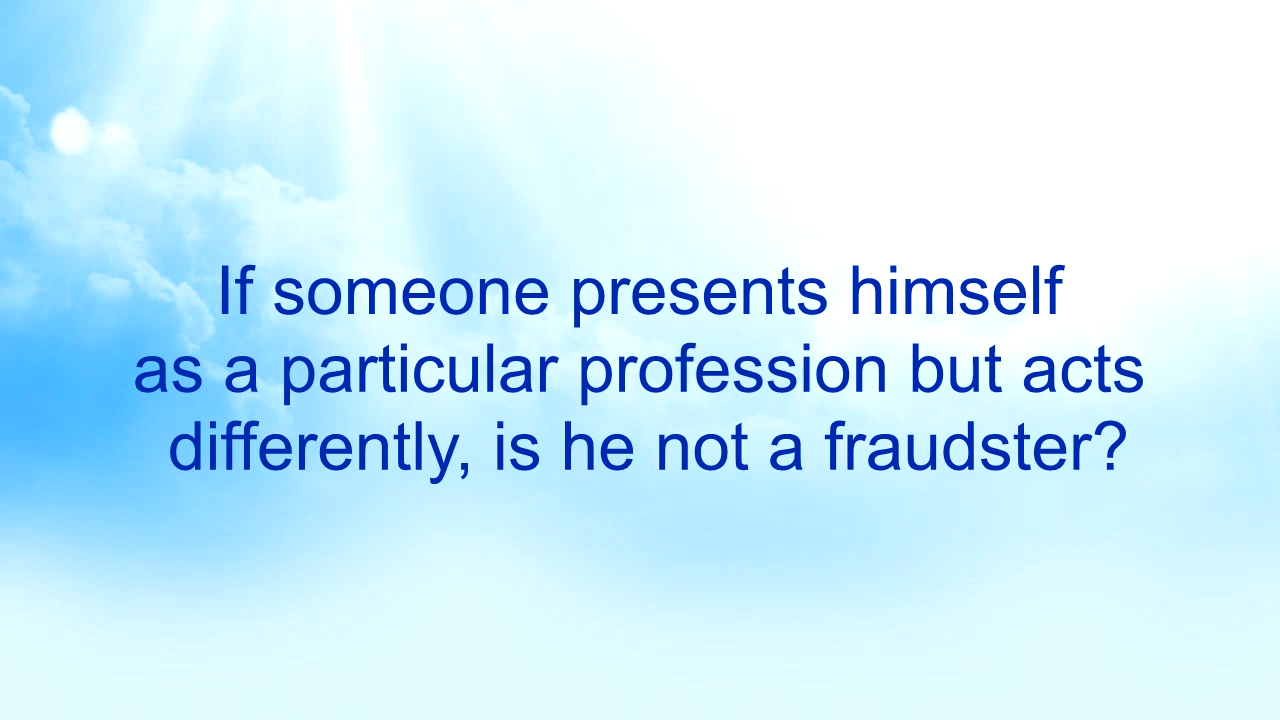 If someone presents himself
as a particular profession but acts
differently, is he not a fraudster?